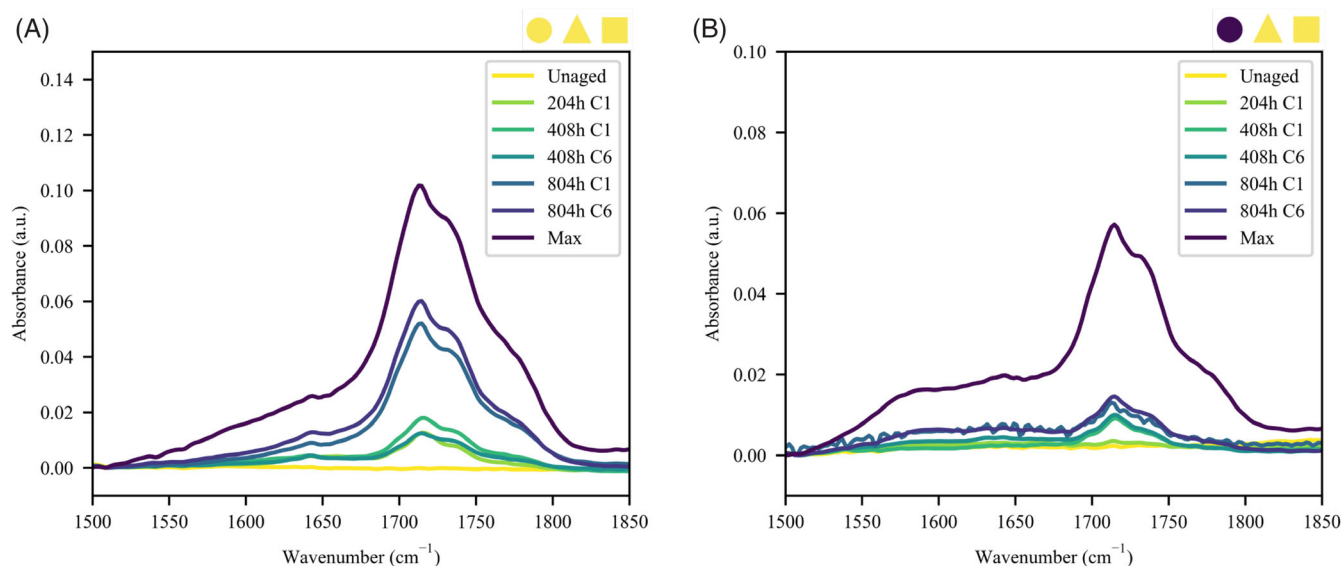 (A)
0.14
0.12
0.10
0.08
0.06
0.04
0.02
0.00
Absorbance (a.u.)
1500 1550 1600 1650 1700 1750 1800 1850
Wavenumber (cm⁻¹)
Unaged
204h C1
408h C1
408h C6
804h C1
804h C6
Max
(B)
0.10
0.08
0.06
0.04
0.02
0.00
Absorbance (a.u.)
1500 1550 1600 1650 1700 1750 1800 1850
Wavenumber (cm⁻¹)
Unaged
204h C1
408h C1
408h C6
804h C1
804h C6
Max